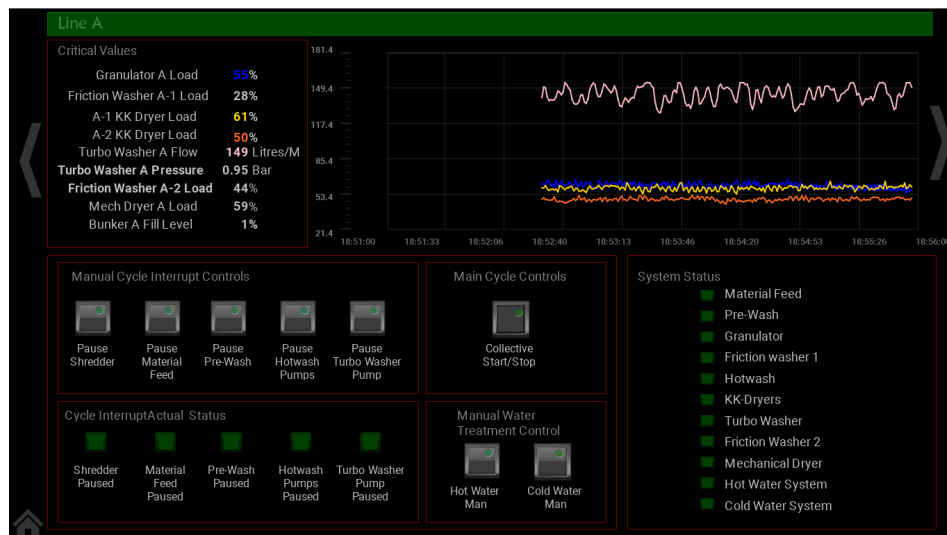 Line A
Critical Values
Granulator A Load 55%
Friction Washer A-1 Load 28%
A-1 KK Dryer Load 61%
A-2 KK Dryer Load 50%
Turbo Washer A Flow 149 Litres/M
Turbo Washer A Pressure 0.95 Bar
Friction Washer A-2 Load 44%
Mech Dryer A Load 59%
Bunker A Fill Level 1%
181.4
149.4
117.4
85.4
53.4
21.4
18:51:00 18:51:33 18:52:06 18:52:40 18:53:13 18:53:46 18:54:20 18:54:53 18:55:26 18:56:00
Manual Cycle Interrupt Controls
Pause
Shredder
Pause
Material
Feed
Pause
Pre-Wash
Pause
Hotwash
Pumps
Pause
Turbo Washer
Pump
Main Cycle Controls
Collective
Start/Stop
Cycle InterruptActual Status
Shredder
Paused
Material
Feed
Paused
Pre-Wash
Paused
Hotwash
Pumps
Paused
Turbo Washer
Pump
Paused
Manual Water
Treatment Control
Hot Water
Man
Cold Water
Man
System Status
Material Feed
Pre-Wash
Granulator
Friction washer 1
Hotwash
KK-Dryers
Turbo Washer
Friction Washer 2
Mechanical Dryer
Hot Water System
Cold Water System